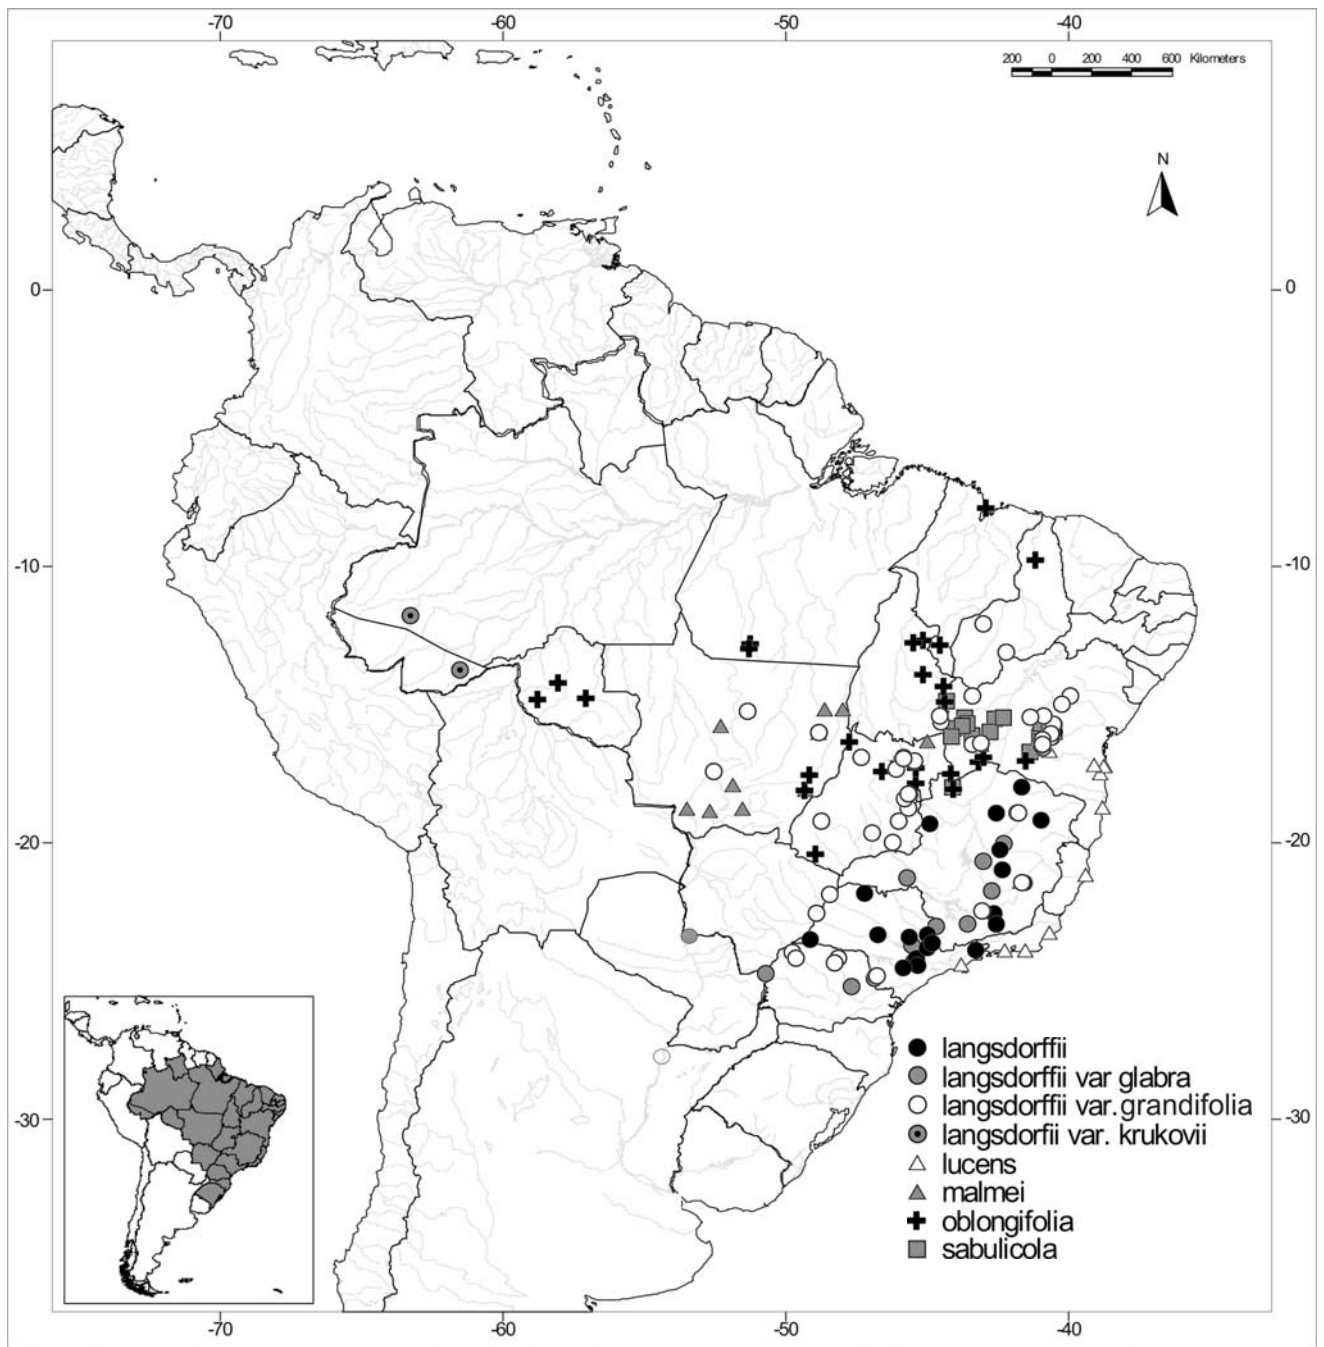 -70 -60 -50 -40
200 0 200 400 600 Kilometers
N
0 0
-10 -10
-20 -20
-30 -30
langsdorffii
langsdorffii var glabra
langsdorffii var. grandifolia
langsdorfii var. krukovii
lucens
malmei
oblongifolia
sabulicola
-70 -60 -50 -40